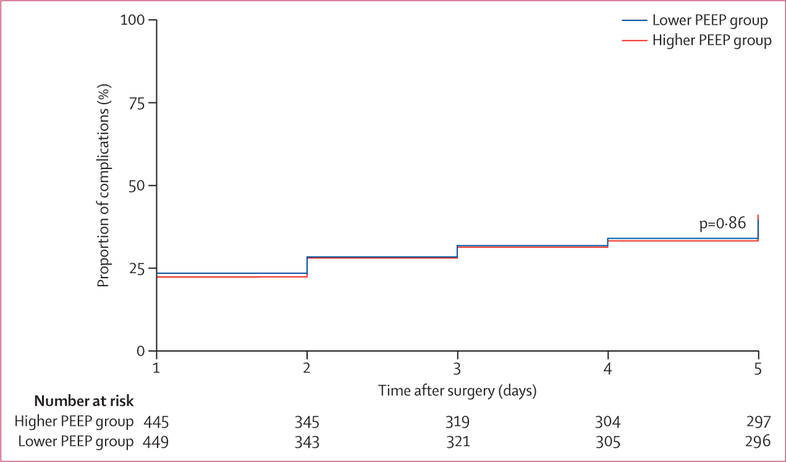 Lower PEEP group
Higher PEEP group
100
75
50
25
0
Proportion of complications (%)
p=0·86
1 2 3 4 5
Time after surgery (days)
Number at risk
Higher PEEP group 445 345 319 304 297
Lower PEEP group 449 343 321 305 296